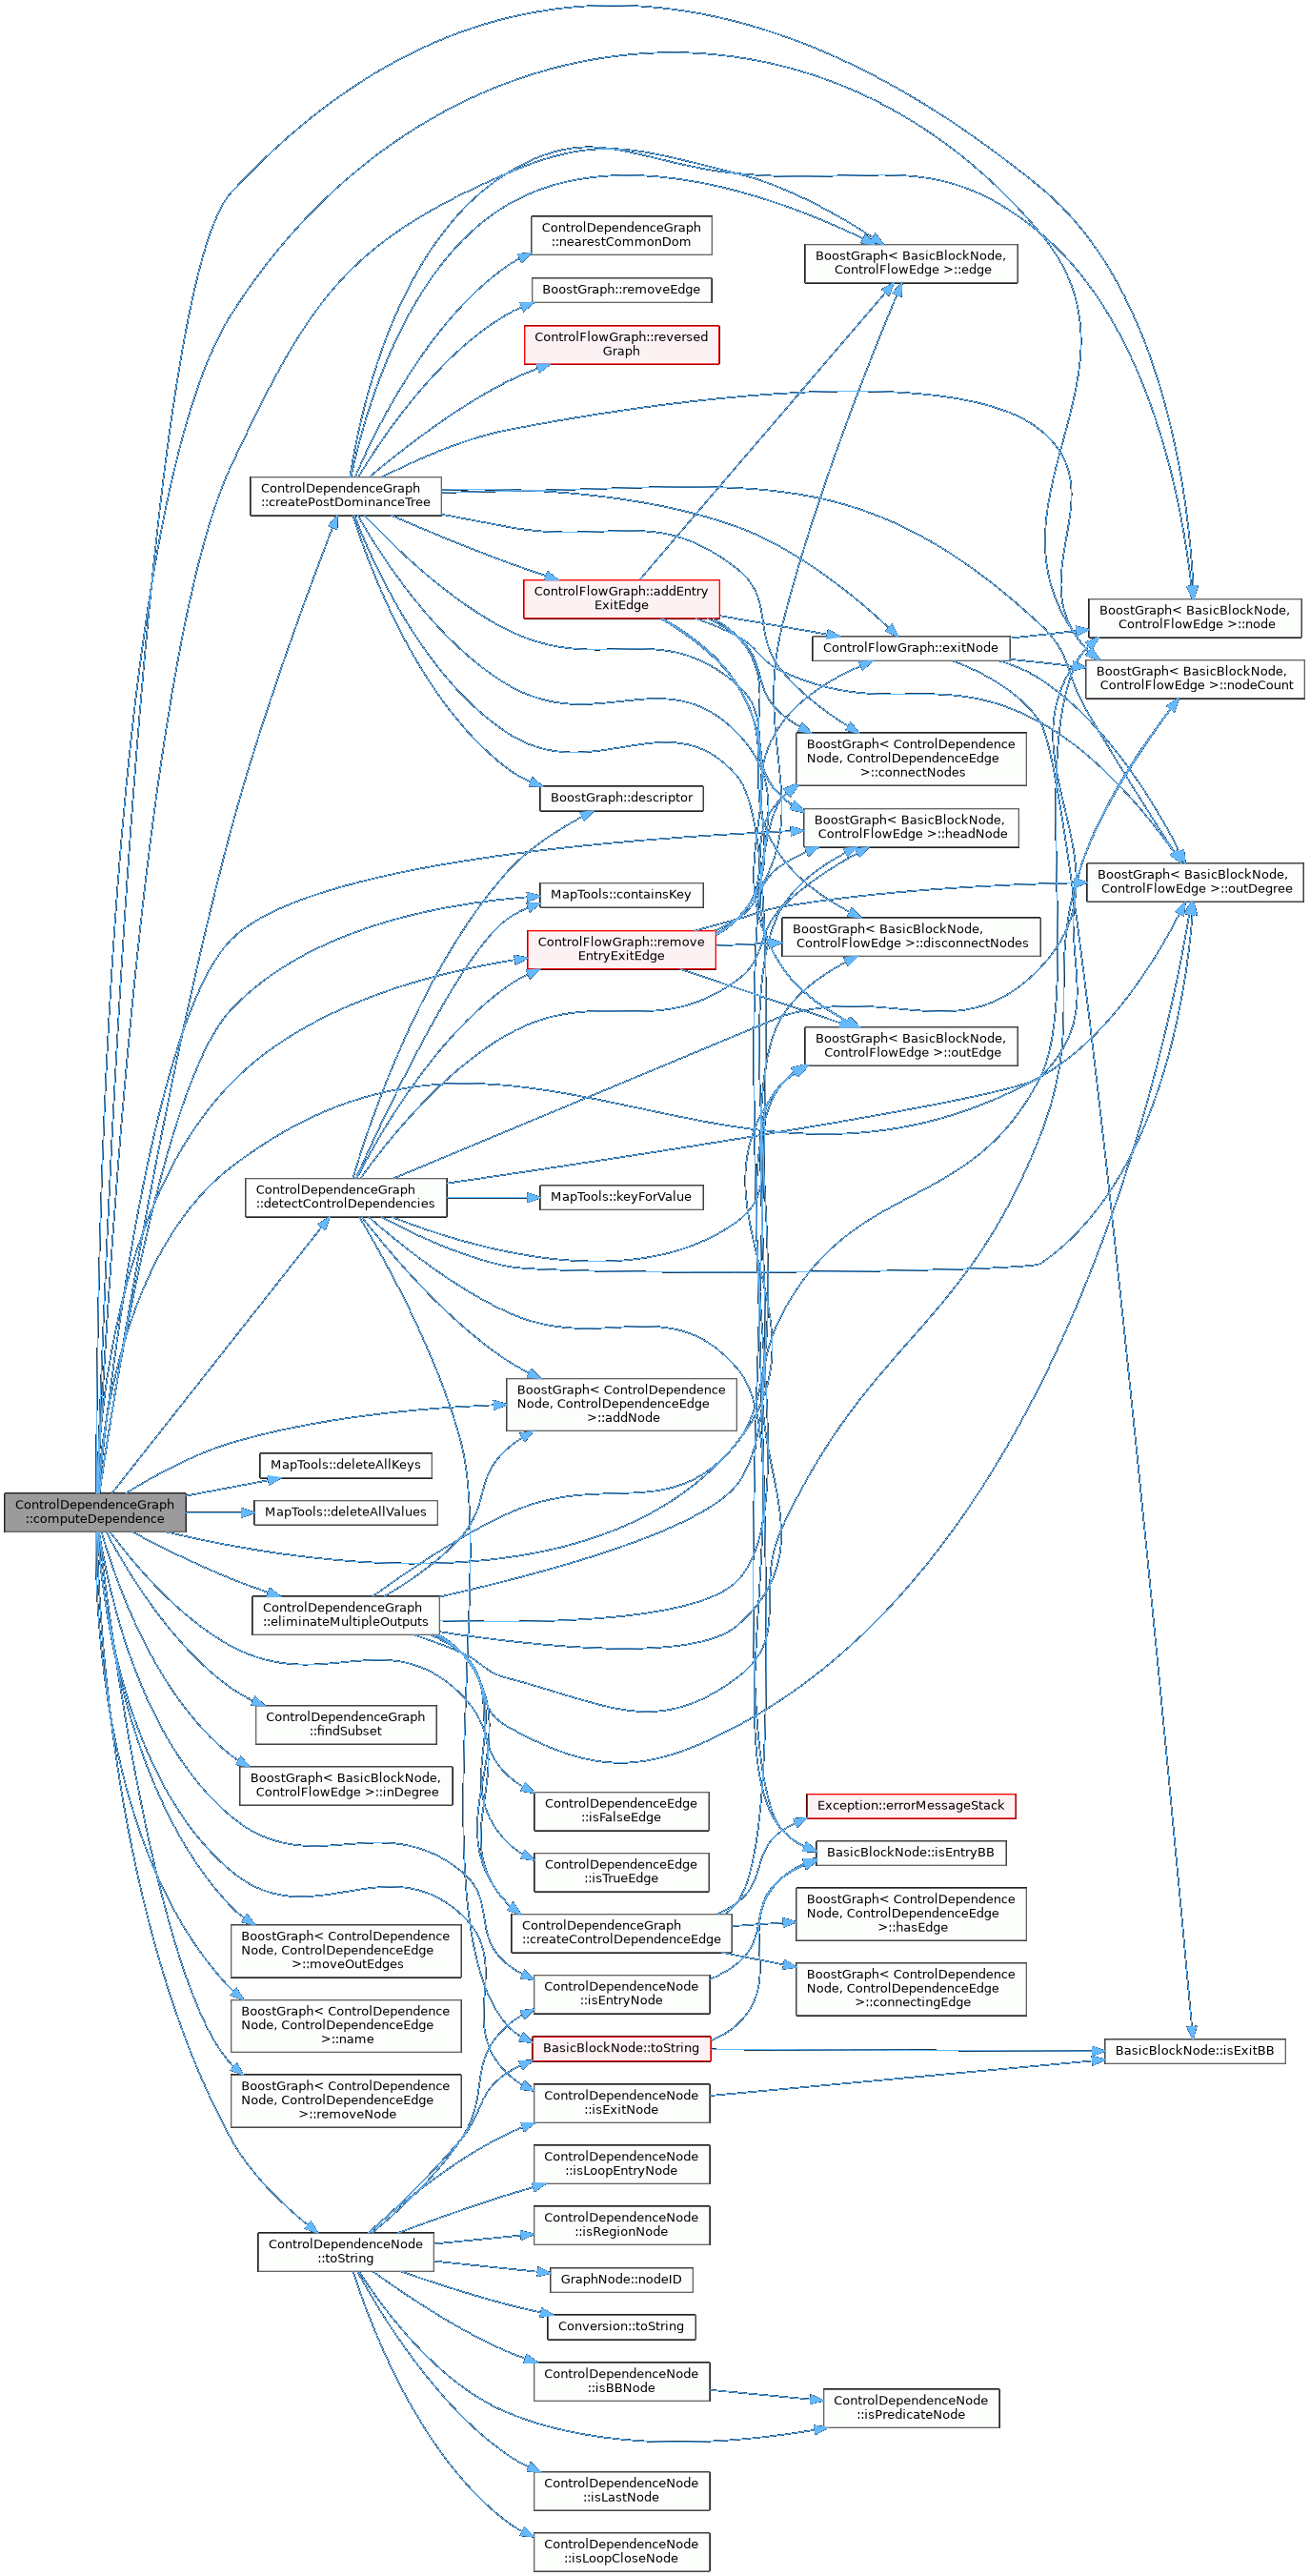 ControlDependenceGraph
::nearestCommonDom
BoostGraph< BasicBlockNode,
ControlFlowEdge >::edge
BoostGraph::removeEdge
ControlFlowGraph::reversed
Graph
ControlDependenceGraph
::createPostDominanceTree
ControlFlowGraph::addEntry
ExitEdge
BoostGraph< BasicBlockNode,
ControlFlowEdge >::node
ControlFlowGraph::exitNode
BoostGraph< BasicBlockNode,
ControlFlowEdge >::nodeCount
BoostGraph< ControlDependence
Node, ControlDependenceEdge
>::connectNodes
BoostGraph::descriptor
BoostGraph< BasicBlockNode,
ControlFlowEdge >::headNode
BoostGraph< BasicBlockNode,
ControlFlowEdge >::outDegree
MapTools::containsKey
BoostGraph< BasicBlockNode,
ControlFlowEdge >::disconnectNodes
ControlFlowGraph::remove
EntryExitEdge
BoostGraph< BasicBlockNode,
ControlFlowEdge >::outEdge
ControlDependenceGraph
::detectControlDependencies
MapTools::keyForValue
BoostGraph< ControlDependence
Node, ControlDependenceEdge
>::addNode
MapTools::deleteAllKeys
ControlDependenceGraph
::computeDependence
MapTools::deleteAllValues
ControlDependenceGraph
::eliminateMultipleOutputs
ControlDependenceGraph
::findSubset
BoostGraph< BasicBlockNode,
ControlFlowEdge >::inDegree
ControlDependenceEdge
::isFalseEdge
Exception::errorMessageStack
ControlDependenceEdge
::isTrueEdge
BasicBlockNode::isEntryBB
BoostGraph< ControlDependence
Node, ControlDependenceEdge
>::hasEdge
ControlDependenceGraph
::createControlDependenceEdge
BoostGraph< ControlDependence
Node, ControlDependenceEdge
>::moveOutEdges
BoostGraph< ControlDependence
Node, ControlDependenceEdge
>::connectingEdge
ControlDependenceNode
::isEntryNode
BoostGraph< ControlDependence
Node, ControlDependenceEdge
>::name
BasicBlockNode::toString
BasicBlockNode::isExitBB
BoostGraph< ControlDependence
Node, ControlDependenceEdge
>::removeNode
ControlDependenceNode
::isExitNode
ControlDependenceNode
::isLoopEntryNode
ControlDependenceNode
::isRegionNode
ControlDependenceNode
::toString
GraphNode::nodeID
Conversion::toString
ControlDependenceNode
::isBBNode
ControlDependenceNode
::isPredicateNode
ControlDependenceNode
::isLastNode
ControlDependenceNode
::isLoopCloseNode